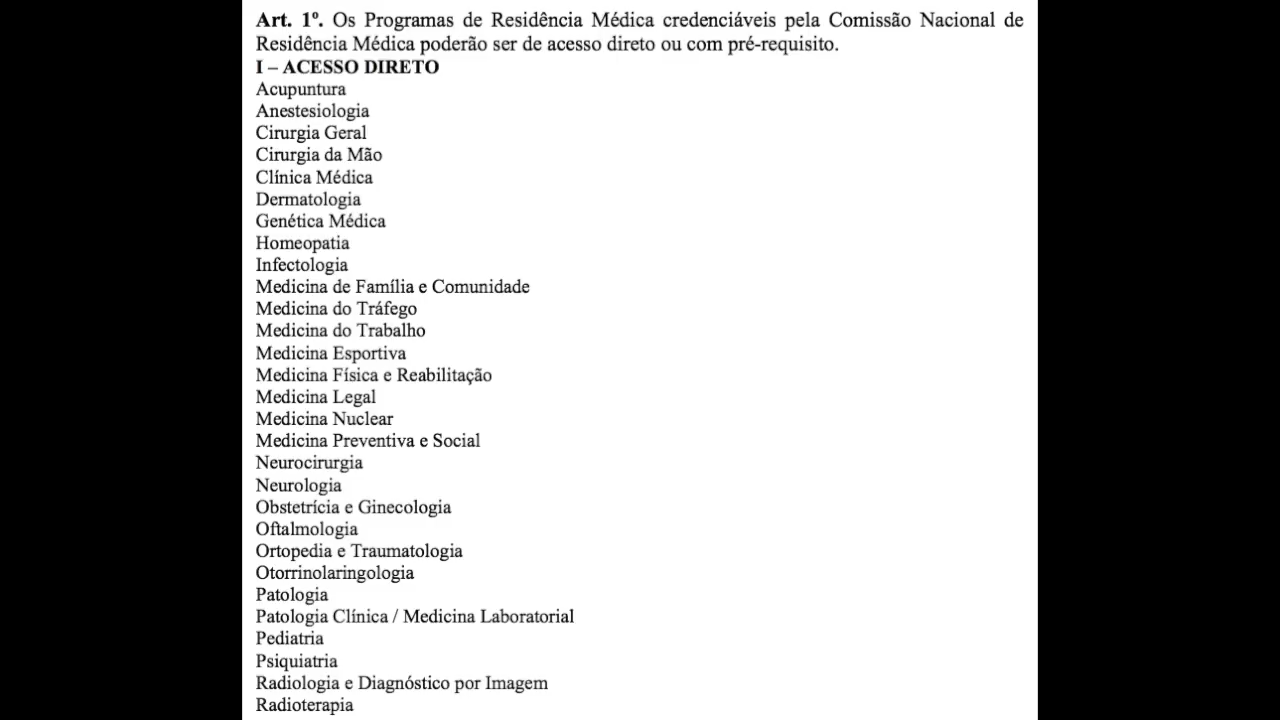 Art. 1º. Os Programas de Residência Médica credenciáveis pela Comissão Nacional de
Residência Médica poderão ser de acesso direto ou com pré-requisito.
I – ACESSO DIRETO
Acupuntura
Anestesiologia
Cirurgia Geral
Cirurgia da Mão
Clínica Médica
Dermatologia
Genética Médica
Homeopatia
Infectologia
Medicina de Família e Comunidade
Medicina do Tráfego
Medicina do Trabalho
Medicina Esportiva
Medicina Física e Reabilitação
Medicina Legal
Medicina Nuclear
Medicina Preventiva e Social
Neurocirurgia
Neurologia
Obstetrícia e Ginecologia
Oftalmologia
Ortopedia e Traumatologia
Otorrinolaringologia
Patologia
Patologia Clínica / Medicina Laboratorial
Pediatria
Psiquiatria
Radiologia e Diagnóstico por Imagem
Radioterapia